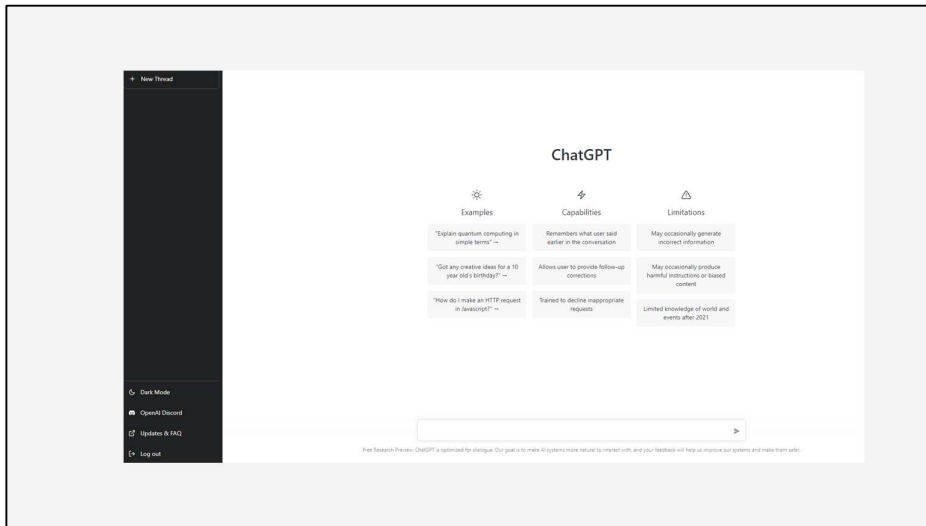 + New Thread
ChatGPT
Examples
"Explain quantum computing in
simple terms" →
"Got any creative ideas for a 10
year old's birthday?" →
"How do I make an HTTP request
in Javascript?" →
Capabilities
Remembers what user said
earlier in the conversation
Allows user to provide follow-up
corrections
Trained to decline inappropriate
requests
Limitations
May occasionally generate
incorrect information
May occasionally produce
harmful instructions or biased
content
Limited knowledge of world and
events after 2021
Dark Mode
OpenAI Discord
Updates & FAQ
Log out
Free Research Preview: ChatGPT is optimized for dialogue. Our goal is to make AI systems more natural to interact with, and your feedback will help us improve our systems and make them safer.